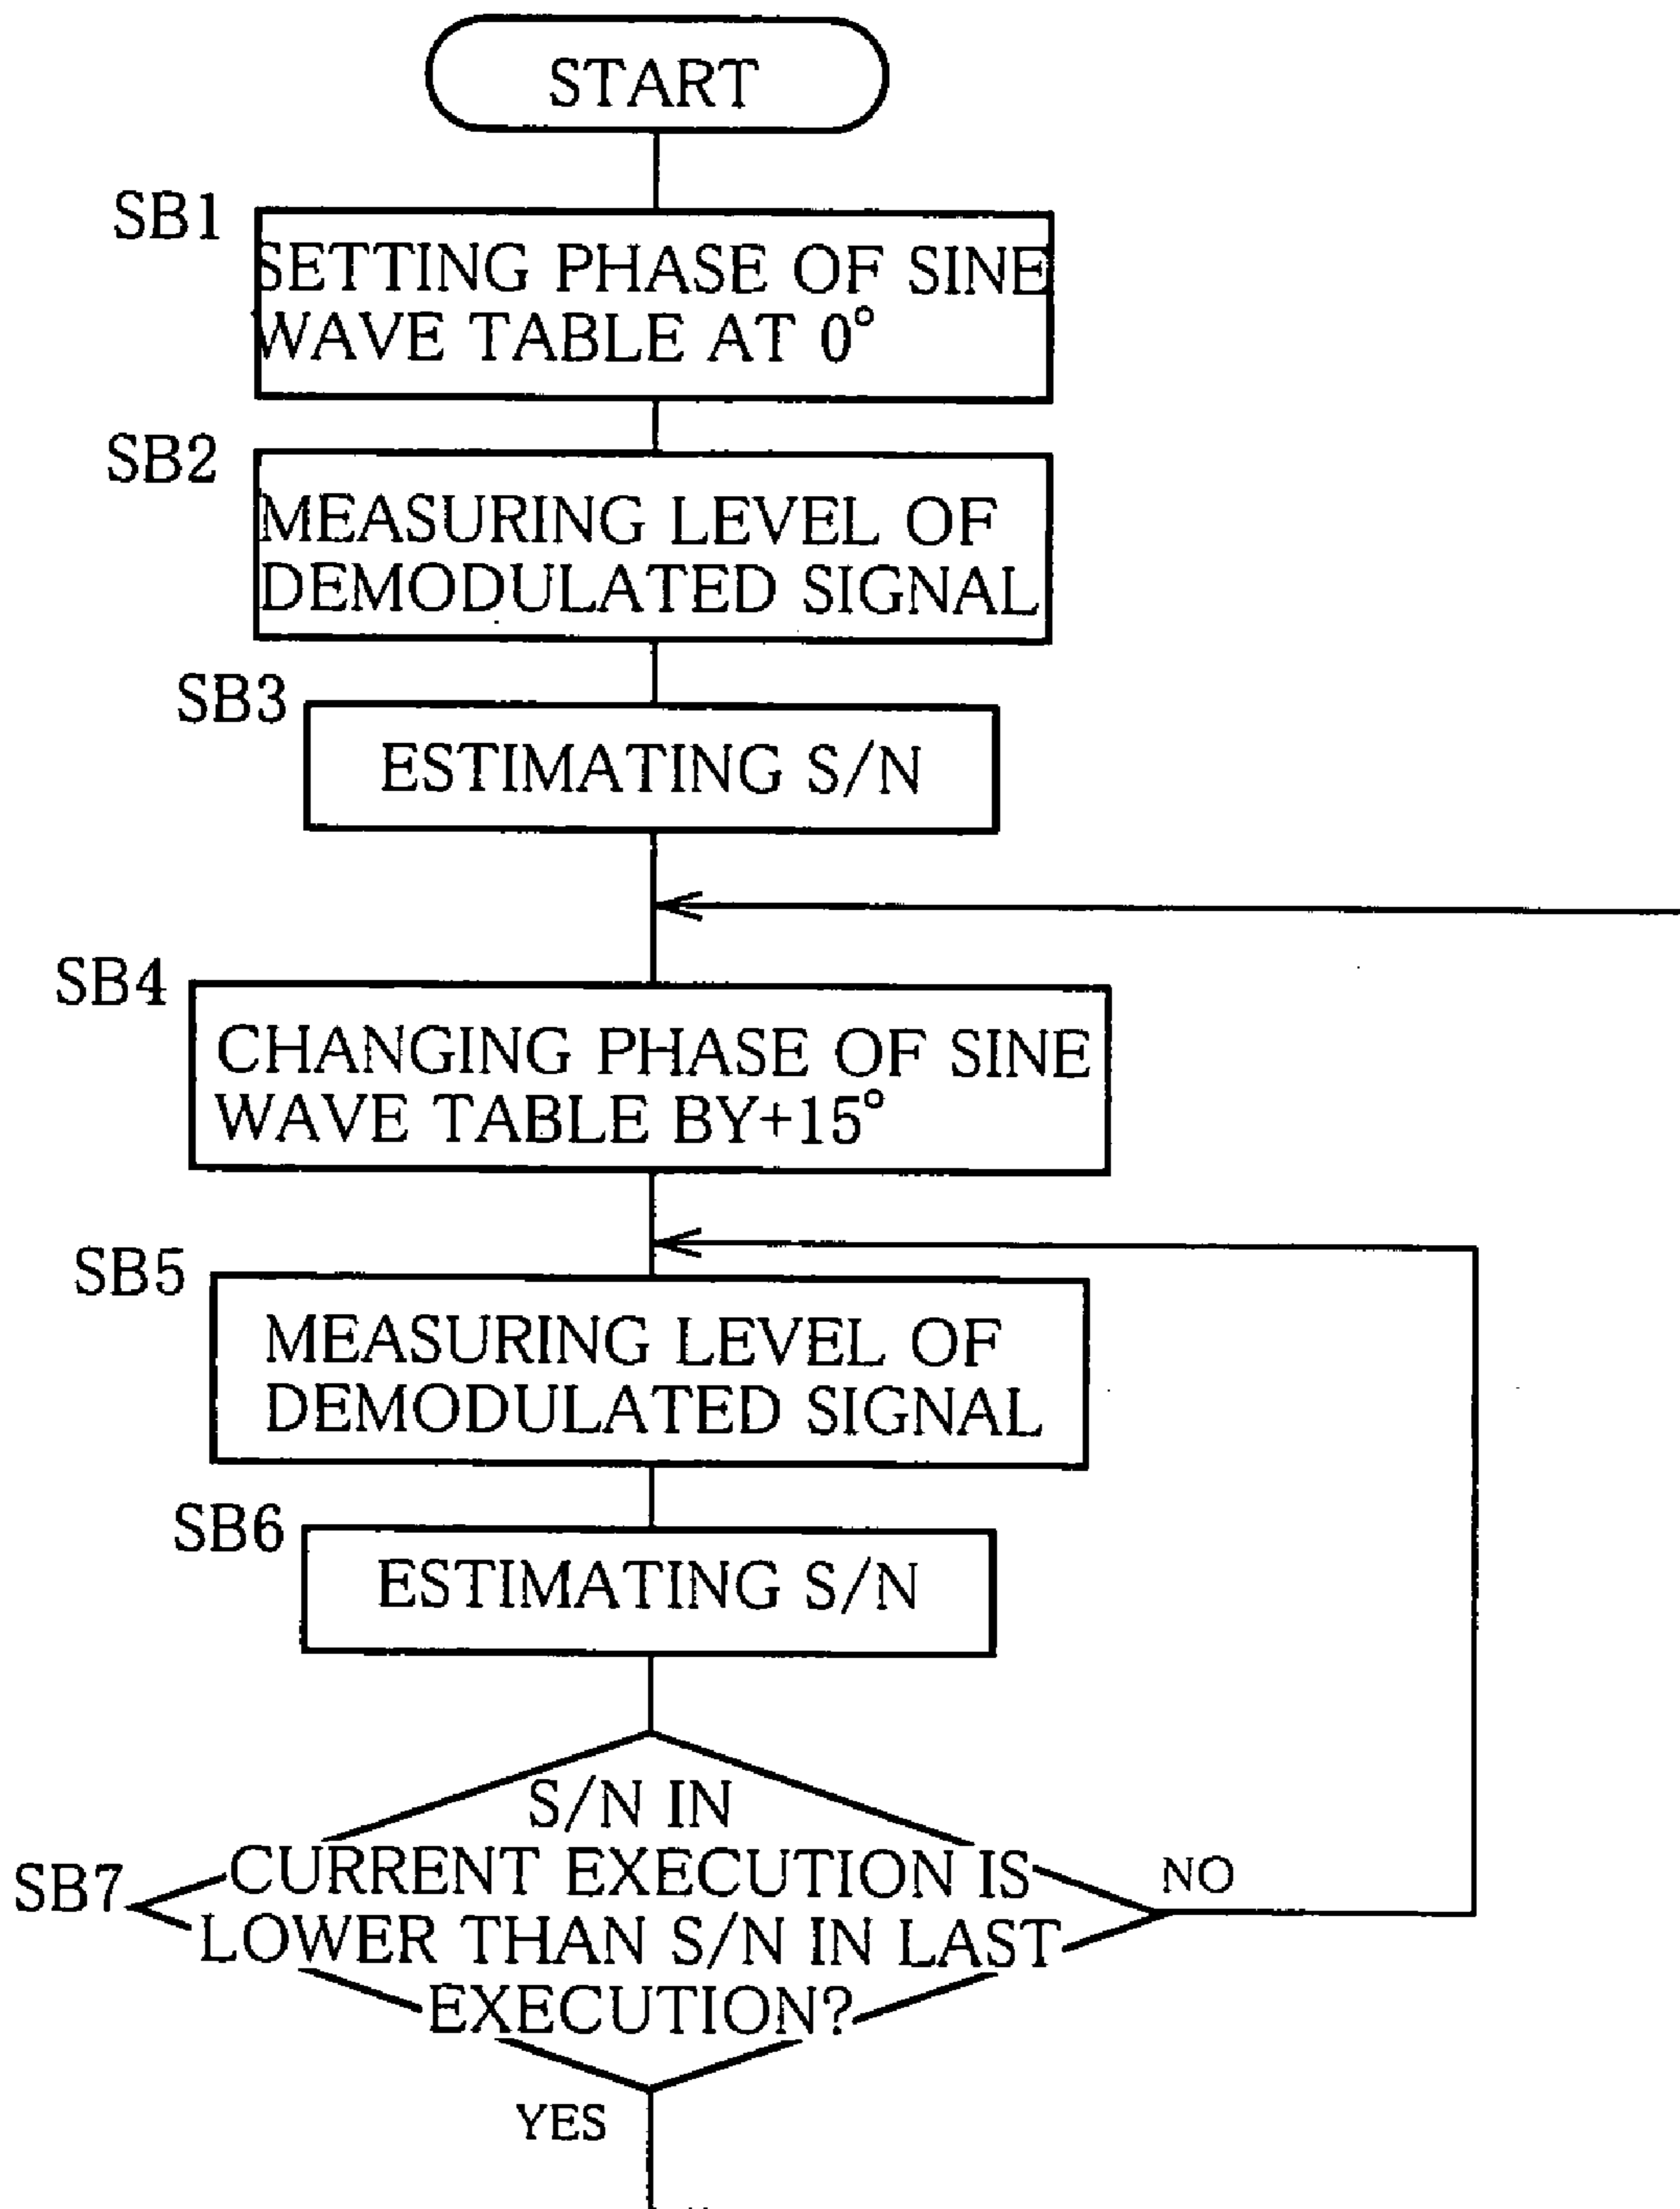 START
SB1
SETTING PHASE OF SINE
WAVE TABLE AT 0°
SB2
MEASURING LEVEL OF
DEMODULATED SIGNAL
SB3
ESTIMATING S/N
SB4
CHANGING PHASE OF SINE
WAVE TABLE BY+15°
SB5
MEASURING LEVEL OF
DEMODULATED SIGNAL
SB6
ESTIMATING S/N
SB7
S/N IN
CURRENT EXECUTION IS
LOWER THAN S/N IN LAST
EXECUTION?
NO
YES